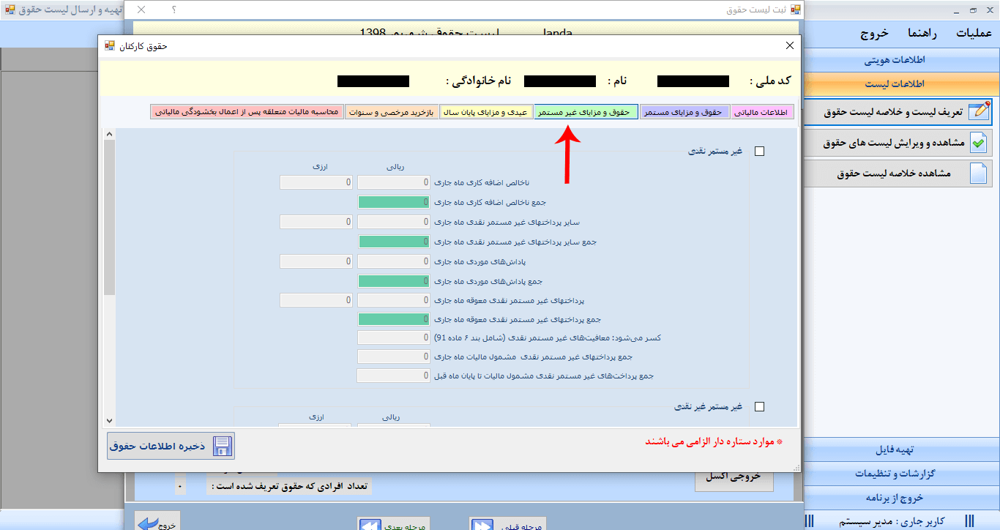 تهیه و ارسال لیست حقوق
؟
ثبت لیست حقوق
لیست حقوق شهریور 1398
landa
عملیات
راهنما
خروج
حقوق کارکنان
کد ملی :
نام :
نام خانوادگی :
اطلاعات مالیاتی
حقوق و مزایای مستمر
حقوق و مزایای غیر مستمر
عیدی و مزایای پایان سال
بازخرید مرخصی و سنوات
محاسبه مالیات متعلقه پس از اعمال بخشودگی مالیاتی
غیر مستمر نقدی
ریالی
ارزی
ناخالص اضافه کاری ماه جاری 0 0
جمع ناخالص اضافه کاری ماه جاری 0
سایر پرداختهای غیر مستمر نقدی ماه جاری 0 0
جمع سایر پرداختهای غیر مستمر نقدی ماه جاری 0
پاداش‌های موردی ماه جاری 0 0
جمع پاداش‌های موردی ماه جاری 0
پرداختهای غیر مستمر نقدی معوقه ماه جاری 0 0
جمع پرداختهای غیر مستمر نقدی معوقه ماه جاری 0
کسر می‌شود: معافیت‌های غیر مستمر نقدی (شامل بند ۶ ماده 91) 0
جمع پرداختهای غیر مستمر نقدی مشمول مالیات ماه جاری 0
جمع پرداخت‌های غیر مستمر نقدی مشمول مالیات تا پایان ماه قبل 0
غیر مستمر غیر نقدی
ریالی
ارزی
* موارد ستاره دار الزامی می باشند
ذخیره اطلاعات حقوق
خروجی اکسل
تعداد افرادی که حقوق تعریف شده است :
۰
مرحله قبلی
مرحله بعدی
خروج
اطلاعات هویتی
اطلاعات لیست
تعریف لیست و خلاصه لیست حقوق
مشاهده و ویرایش لیست های حقوق
مشاهده خلاصه لیست حقوق
تهیه فایل
گزارشات و تنظیمات
خروج از برنامه
کاربر جاری : مدیر سیستم